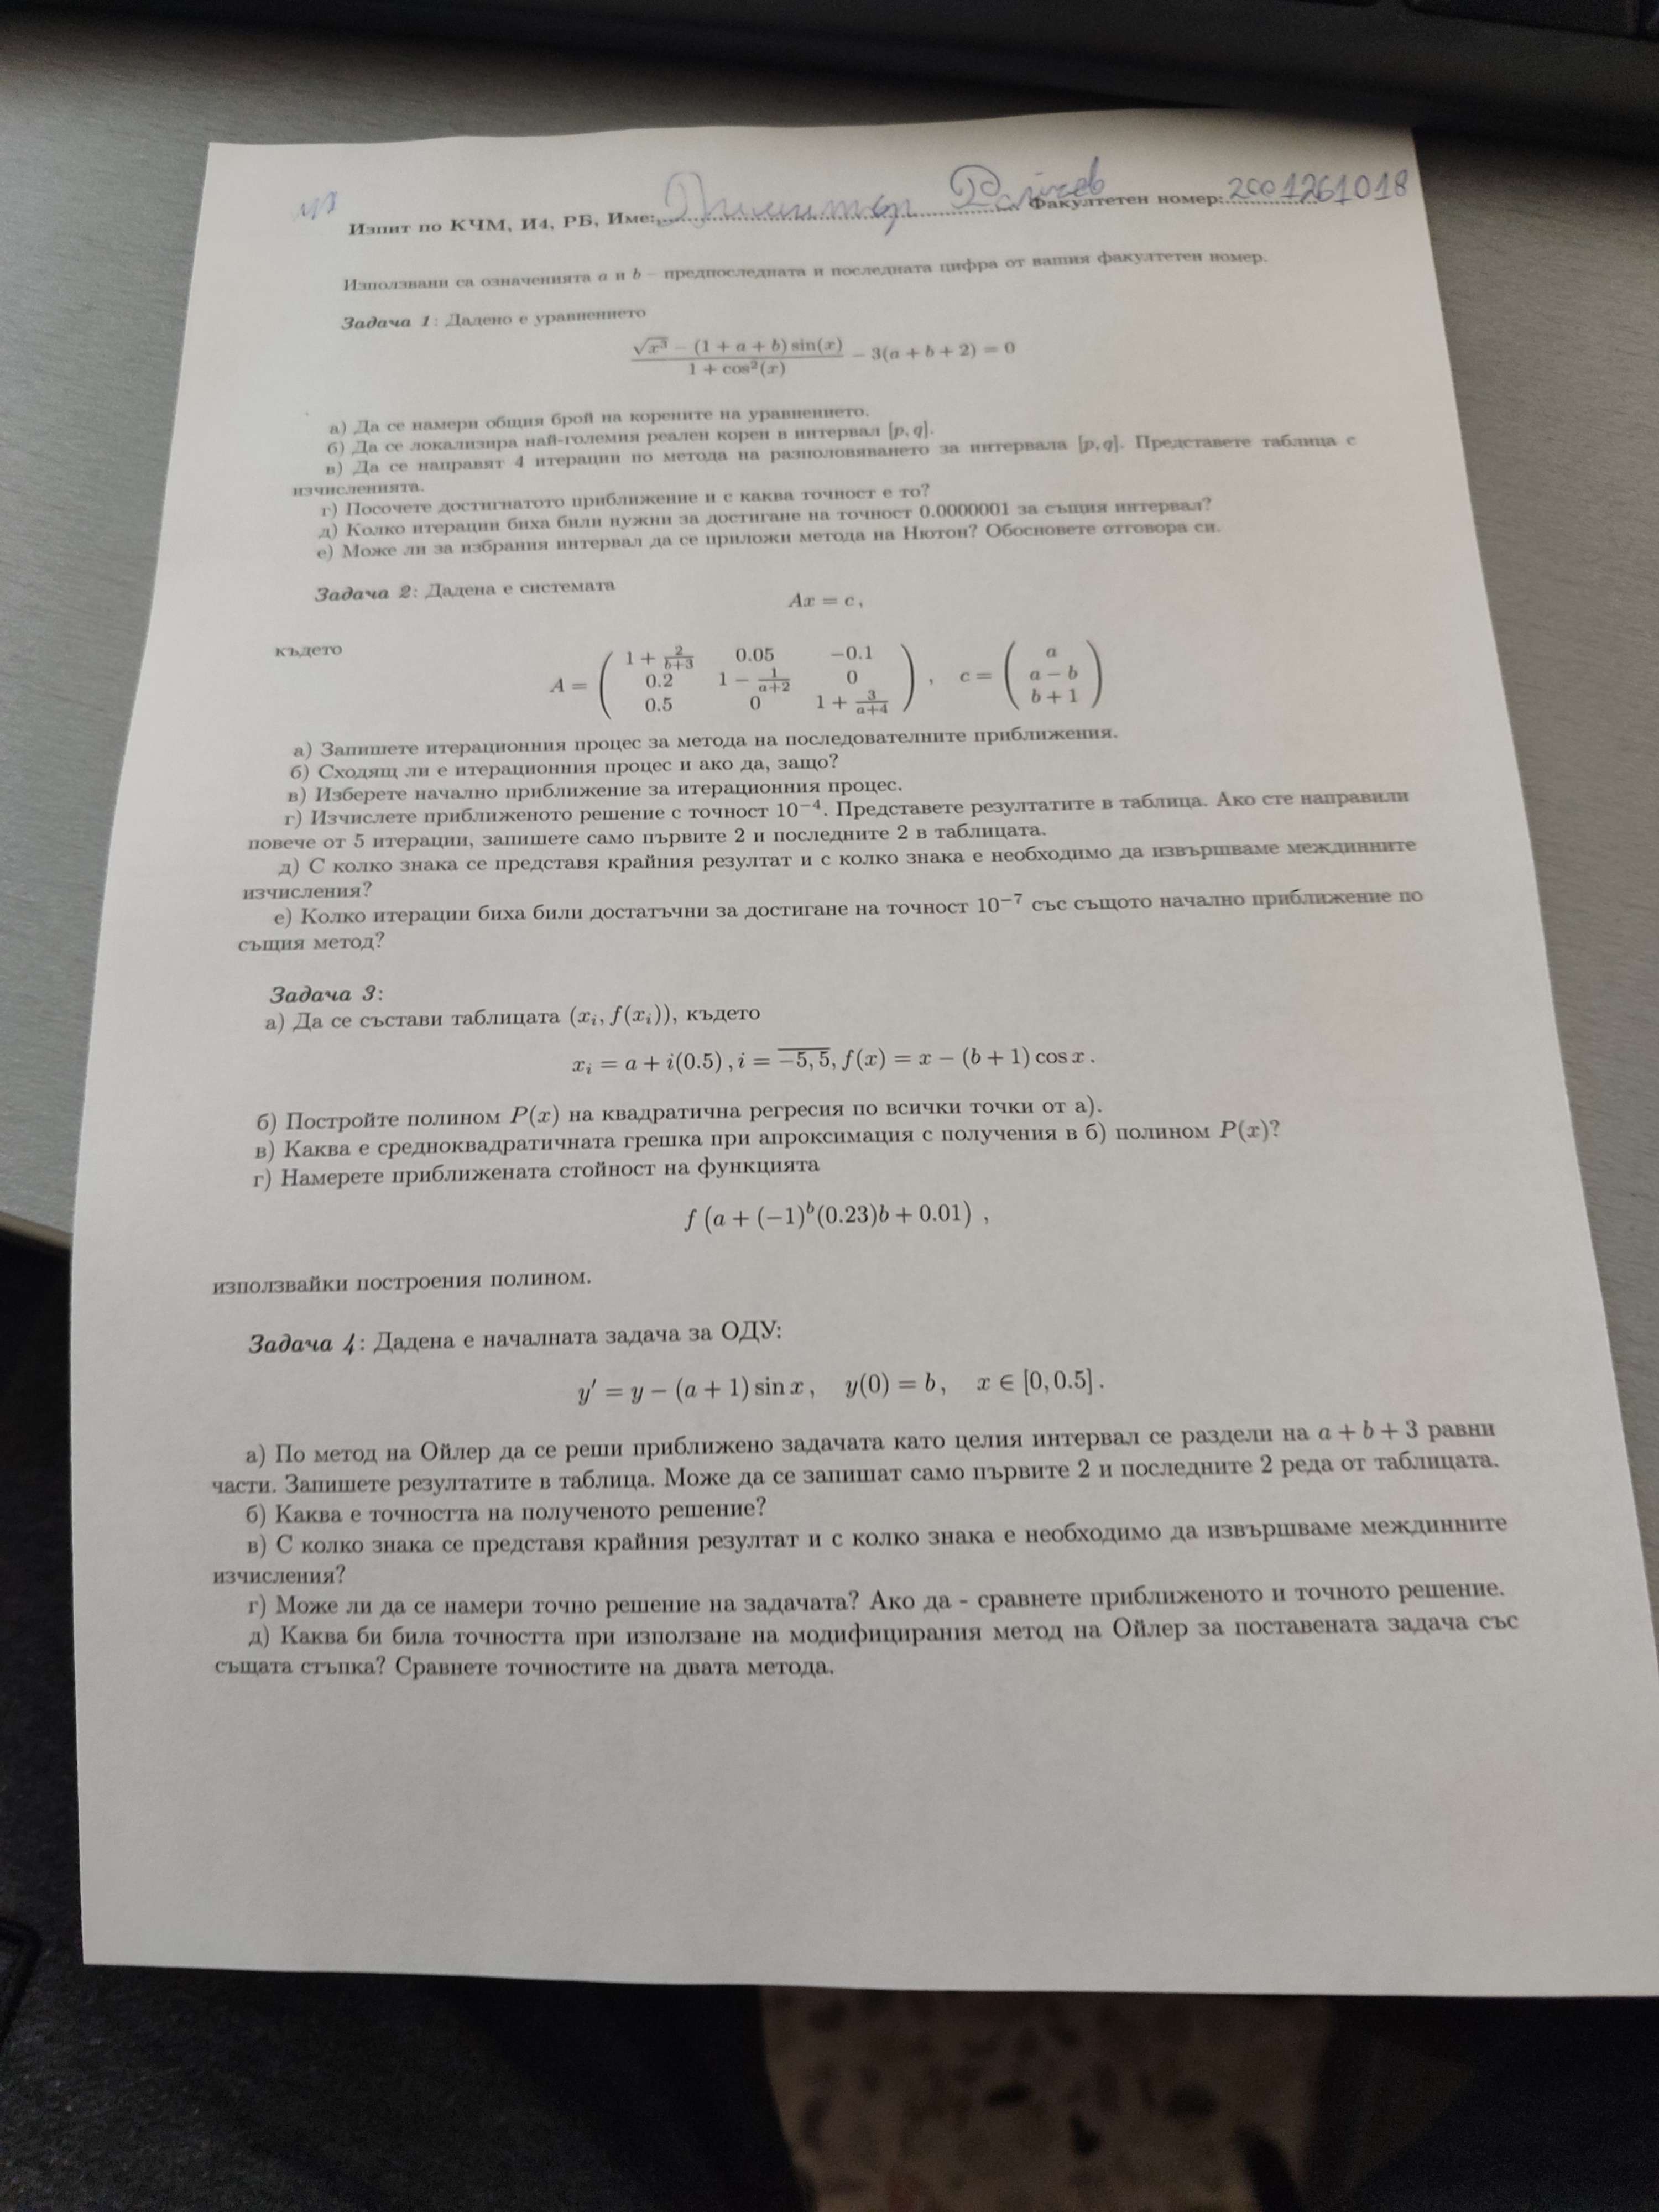 Изпит по КЧМ, И4, РБ, Име: Димитър Райчев Факултетен номер: 2001261018
Използвани са означенията a и b – предпоследната и последната цифра от вашия факултетен номер.
Задача 1: Дадено е уравнението
\frac{\sqrt{x^3} - (1 + a + b) sin(x)}{1 + cos²(x)} − 3(a + b + 2) = 0
а) Да се намери общия брой на корените на уравнението.
б) Да се локализира най-големия реален корен в интервал [p, q].
в) Да се направят 4 итерации по метода на разполовяването за интервала [p, q]. Представете таблица с
изчисленията.
г) Посочете достигнатото приближение и с каква точност е то?
д) Колко итерации биха били нужни за достигане на точност 0.0000001 за същия интервал?
е) Може ли за избрания интервал да се приложи метода на Нютон? Обосновете отговора си.
Задача 2: Дадена е системата
Ax = c,
където
A = \begin{pmatrix} 1 + \frac{2}{b+3} & 0.05 & −0.1 \\ 0.2 & 1 − \frac{1}{a+2} & 0 \\ 0.5 & 0 & 1 + \frac{3}{a+4} \end{pmatrix}, c = \begin{pmatrix} a \\ a − b \\ b + 1 \end{pmatrix}
а) Запишете итерационния процес за метода на последователните приближения.
б) Сходящ ли е итерационния процес и ако да, защо?
в) Изберете начално приближение за итерационния процес.
г) Изчислете приближеното решение с точност 10⁻⁴. Представете резултатите в таблица. Ако сте направили
повече от 5 итерации, запишете само първите 2 и последните 2 в таблицата.
д) С колко знака се представя крайния резултат и с колко знака е необходимо да извършваме междинните
изчисления?
е) Колко итерации биха били достатъчни за достигане на точност 10⁻⁷ със същото начално приближение по
същия метод?
Задача 3:
а) Да се състави таблицата (xᵢ, f(xᵢ)), където
xᵢ = a + i(0.5), i = \overline{−5, 5}, f(x) = x − (b + 1) cos x.
б) Постройте полином P(x) на квадратична регресия по всички точки от а).
в) Каква е средноквадратичната грешка при апроксимация с получения в б) полином P(x)?
г) Намерете приближената стойност на функцията
f (a + (−1)ᵇ(0.23)b + 0.01) ,
използвайки построения полином.
Задача 4: Дадена е началната задача за ОДУ:
y′ = y − (a + 1) sin x, y(0) = b, x ∈ [0, 0.5].
а) По метод на Ойлер да се реши приближено задачата като целия интервал се раздели на a + b + 3 равни
части. Запишете резултатите в таблица. Може да се запишат само първите 2 и последните 2 реда от таблицата.
б) Каква е точността на полученото решение?
в) С колко знака се представя крайния резултат и с колко знака е необходимо да извършваме междинните
изчисления?
г) Може ли да се намери точно решение на задачата? Ако да - сравнете приближеното и точното решение.
д) Каква би била точността при използане на модифицирания метод на Ойлер за поставената задача със
същата стъпка? Сравнете точностите на двата метода.